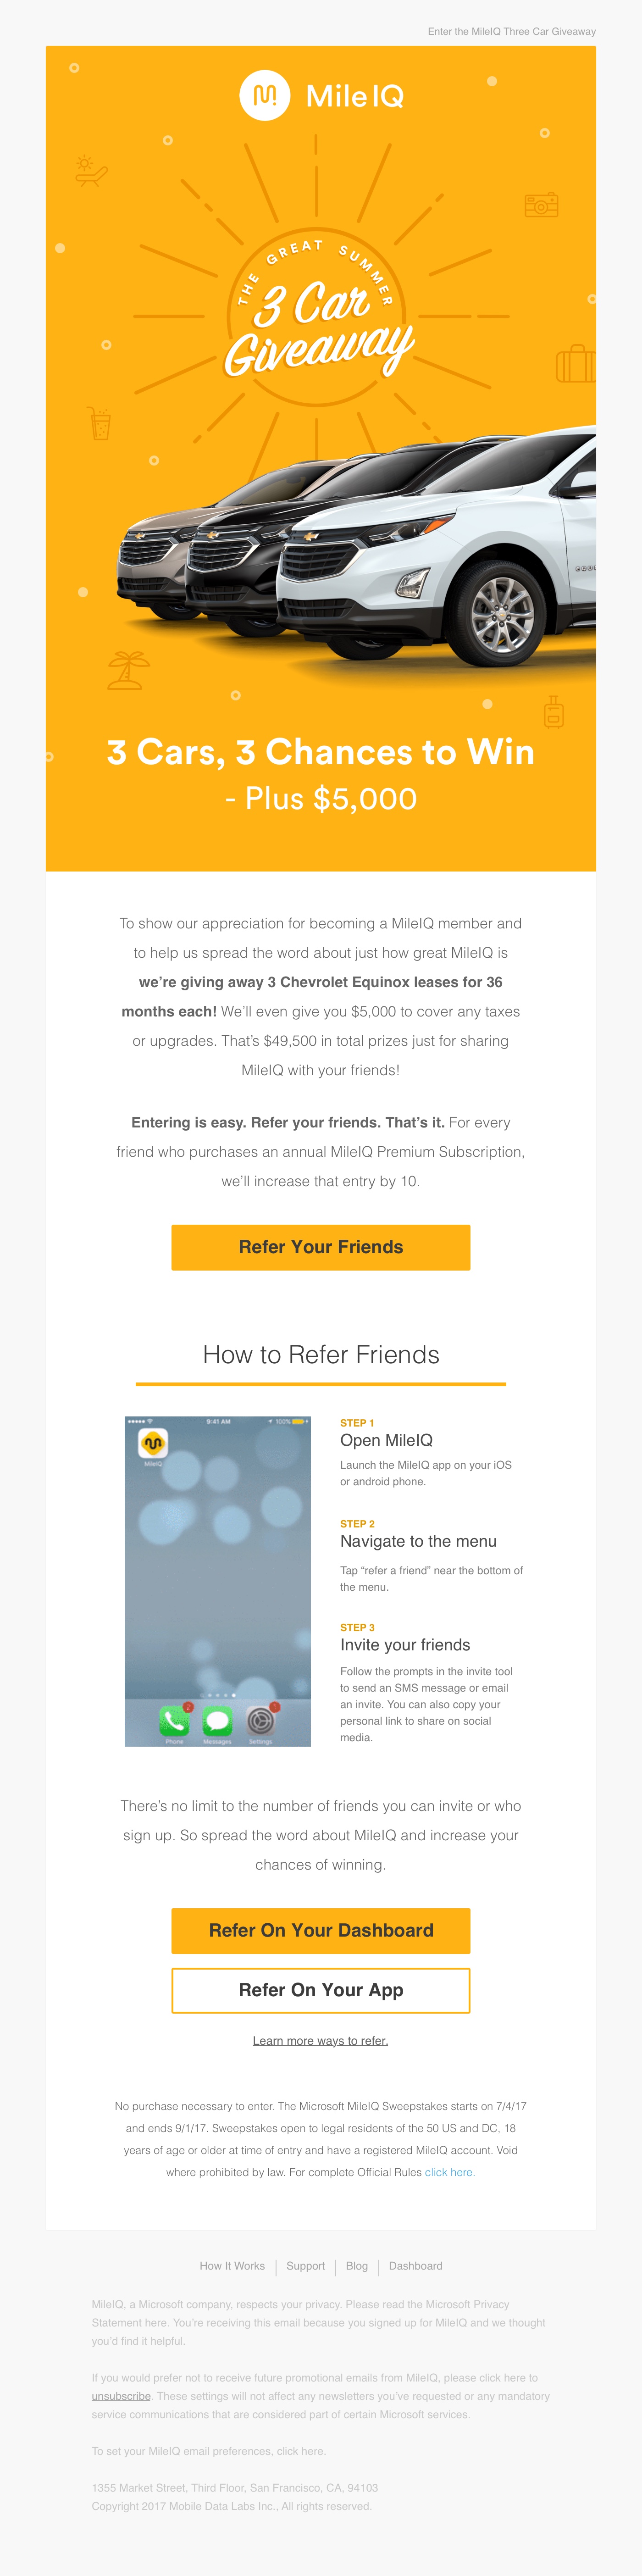 Enter the MileIQ Three Car Giveaway
MileIQ
THE GREAT SUMMER
3 Car
Giveaway
3 Cars, 3 Chances to Win
- Plus $5,000
To show our appreciation for becoming a MileIQ member and
to help us spread the word about just how great MileIQ is
we’re giving away 3 Chevrolet Equinox leases for 36
months each! We’ll even give you $5,000 to cover any taxes
or upgrades. That’s $49,500 in total prizes just for sharing
MileIQ with your friends!
Entering is easy. Refer your friends. That’s it. For every
friend who purchases an annual MileIQ Premium Subscription,
we’ll increase that entry by 10.
Refer Your Friends
How to Refer Friends
9:41 AM
100%
MileIQ
2
1
Phone
Messages
Settings
STEP 1
Open MileIQ
Launch the MileIQ app on your iOS
or android phone.
STEP 2
Navigate to the menu
Tap “refer a friend” near the bottom of
the menu.
STEP 3
Invite your friends
Follow the prompts in the invite tool
to send an SMS message or email
an invite. You can also copy your
personal link to share on social
media.
There’s no limit to the number of friends you can invite or who
sign up. So spread the word about MileIQ and increase your
chances of winning.
Refer On Your Dashboard
Refer On Your App
Learn more ways to refer.
No purchase necessary to enter. The Microsoft MileIQ Sweepstakes starts on 7/4/17
and ends 9/1/17. Sweepstakes open to legal residents of the 50 US and DC, 18
years of age or older at time of entry and have a registered MileIQ account. Void
where prohibited by law. For complete Official Rules click here.
How It Works | Support | Blog | Dashboard
MileIQ, a Microsoft company, respects your privacy. Please read the Microsoft Privacy
Statement here. You’re receiving this email because you signed up for MileIQ and we thought
you’d find it helpful.
If you would prefer not to receive future promotional emails from MileIQ, please click here to
unsubscribe. These settings will not affect any newsletters you’ve requested or any mandatory
service communications that are considered part of certain Microsoft services.
To set your MileIQ email preferences, click here.
1355 Market Street, Third Floor, San Francisco, CA, 94103
Copyright 2017 Mobile Data Labs Inc., All rights reserved.